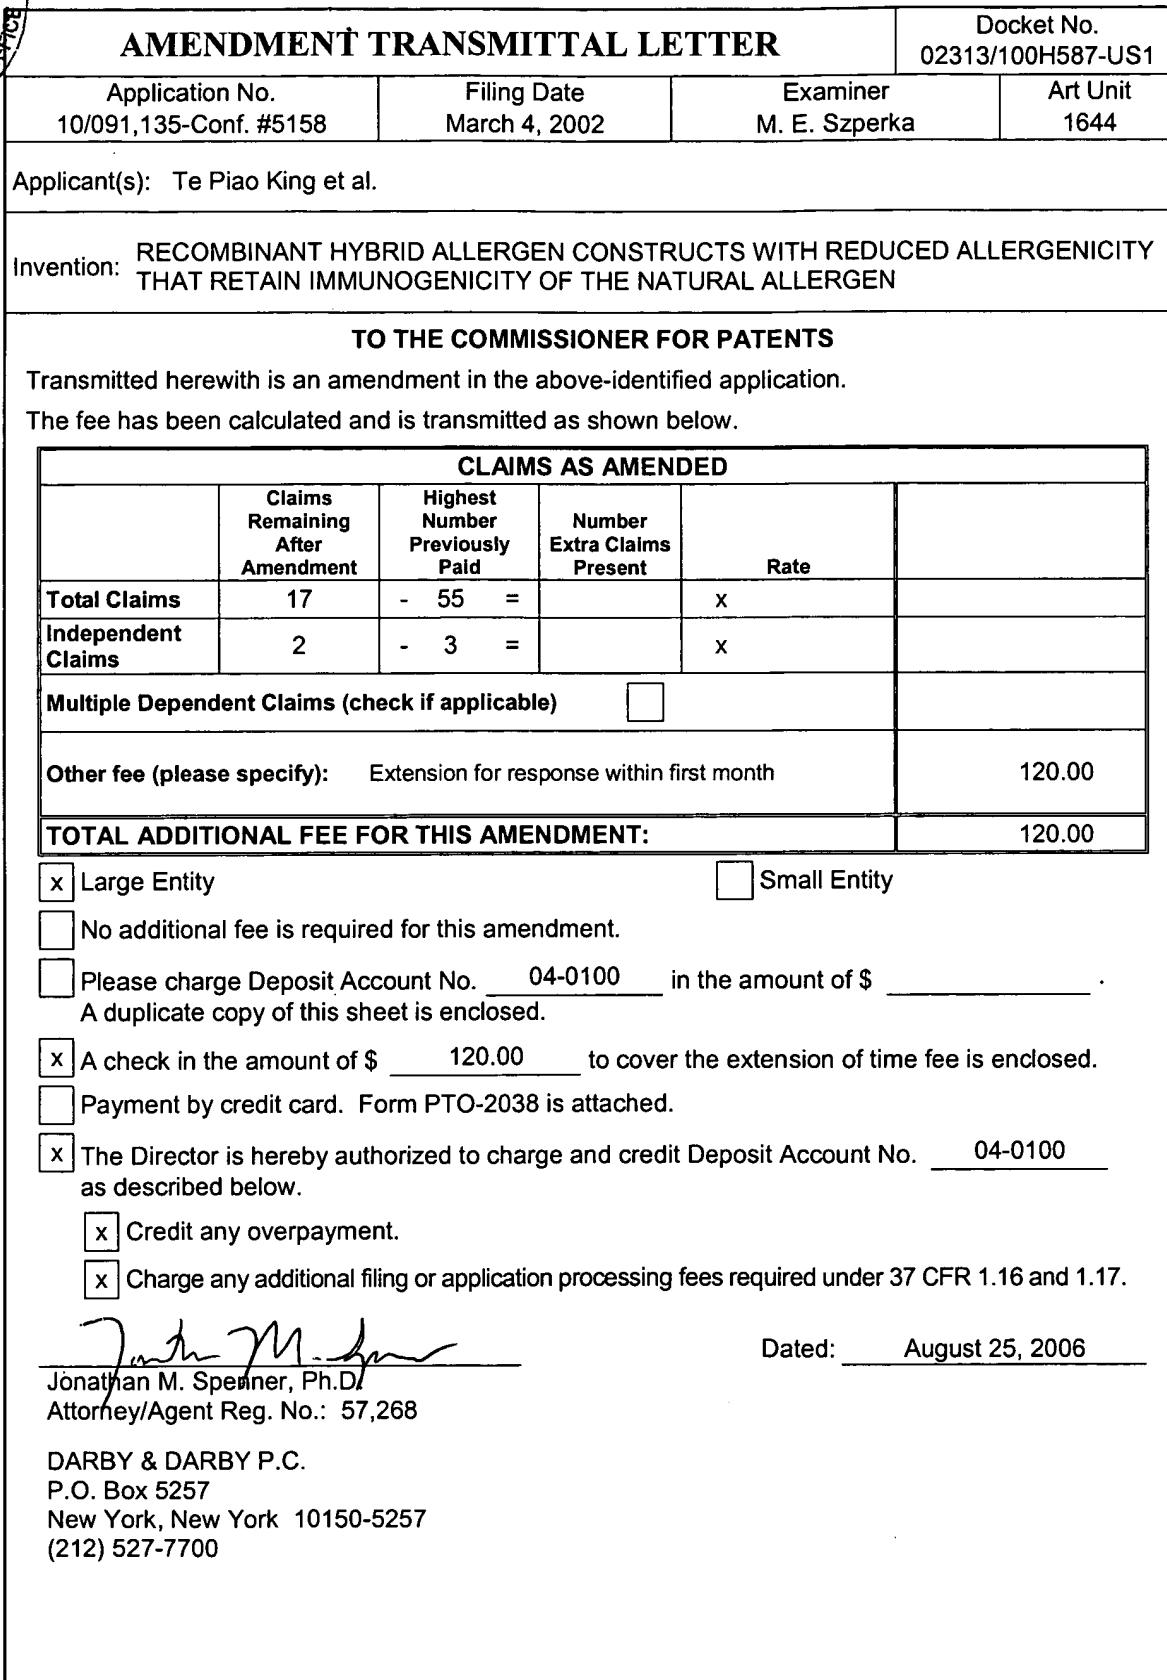 AMENDMENT TRANSMITTAL LETTER
Docket No.
02313/100H587-US1
Application No.
10/091,135-Conf. #5158
Filing Date
March 4, 2002
Examiner
M. E. Szperka
Art Unit
1644
Applicant(s): Te Piao King et al.
Invention: RECOMBINANT HYBRID ALLERGEN CONSTRUCTS WITH REDUCED ALLERGENICITY
THAT RETAIN IMMUNOGENICITY OF THE NATURAL ALLERGEN
TO THE COMMISSIONER FOR PATENTS
Transmitted herewith is an amendment in the above-identified application.
The fee has been calculated and is transmitted as shown below.
CLAIMS AS AMENDED
Claims
Remaining
After
Amendment
Highest
Number
Previously
Paid
Number
Extra Claims
Present
Rate
Total Claims 17 - 55 = x
Independent
Claims 2 - 3 = x
Multiple Dependent Claims (check if applicable)
Other fee (please specify): Extension for response within first month 120.00
TOTAL ADDITIONAL FEE FOR THIS AMENDMENT: 120.00
x Large Entity Small Entity
No additional fee is required for this amendment.
Please charge Deposit Account No. 04-0100 in the amount of $ .
A duplicate copy of this sheet is enclosed.
x A check in the amount of $ 120.00 to cover the extension of time fee is enclosed.
Payment by credit card. Form PTO-2038 is attached.
x The Director is hereby authorized to charge and credit Deposit Account No. 04-0100
as described below.
x Credit any overpayment.
x Charge any additional filing or application processing fees required under 37 CFR 1.16 and 1.17.
Dated: August 25, 2006
Jonathan M. Spenner, Ph.D.
Attorney/Agent Reg. No.: 57,268
DARBY & DARBY P.C.
P.O. Box 5257
New York, New York 10150-5257
(212) 527-7700